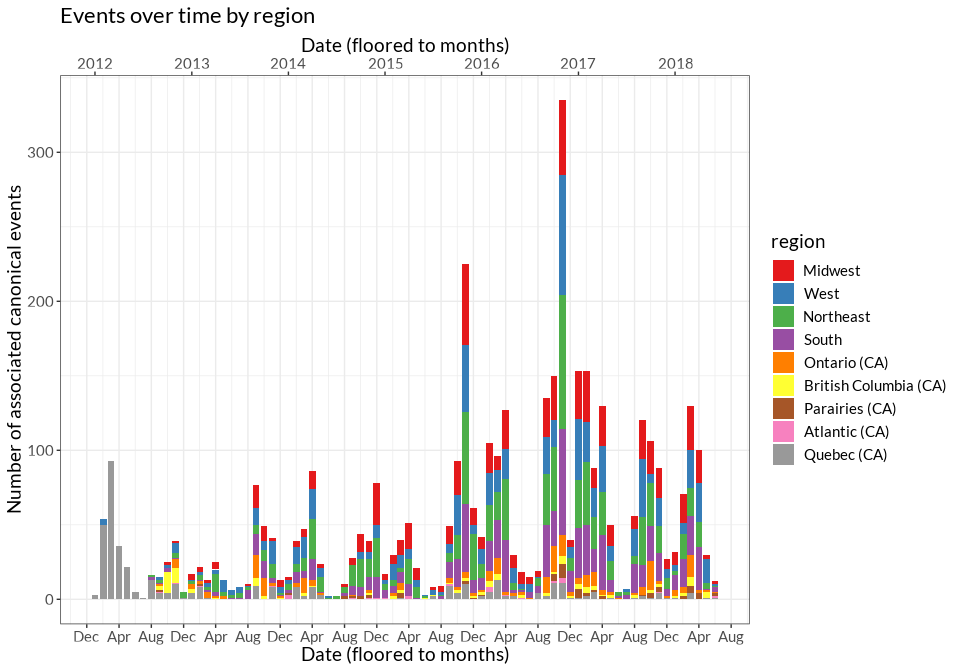 Events over time by region
Date (floored to months)
2012 2013 2014 2015 2016 2017 2018
Number of associated canonical events
300
200
100
0
Dec Apr Aug Dec Apr Aug Dec Apr Aug Dec Apr Aug Dec Apr Aug Dec Apr Aug Dec Apr Aug
Date (floored to months)
region
Midwest
West
Northeast
South
Ontario (CA)
British Columbia (CA)
Parairies (CA)
Atlantic (CA)
Quebec (CA)